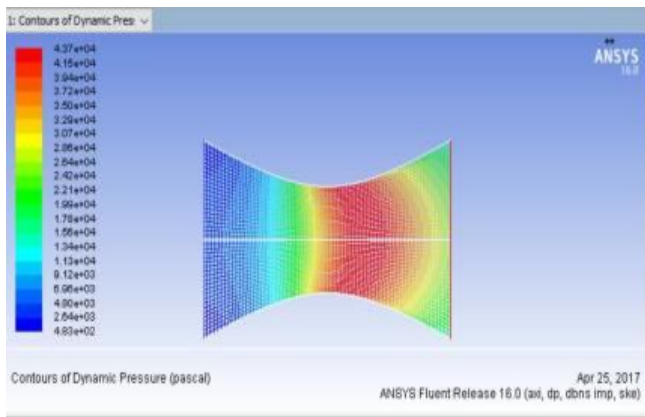 1: Contours of Dynamic Pres
4.37e+04
4.15e+04
3.94e+04
3.72e+04
3.50e+04
3.29e+04
3.07e+04
2.86e+04
2.64e+04
2.42e+04
2.21e+04
1.99e+04
1.78e+04
1.56e+04
1.34e+04
1.13e+04
9.12e+03
6.96e+03
4.80e+03
2.64e+03
4.83e+02
ANSYS
16.0
Contours of Dynamic Pressure (pascal)
Apr 25, 2017
ANSYS Fluent Release 16.0 (axi, dp, dbns imp, ske)